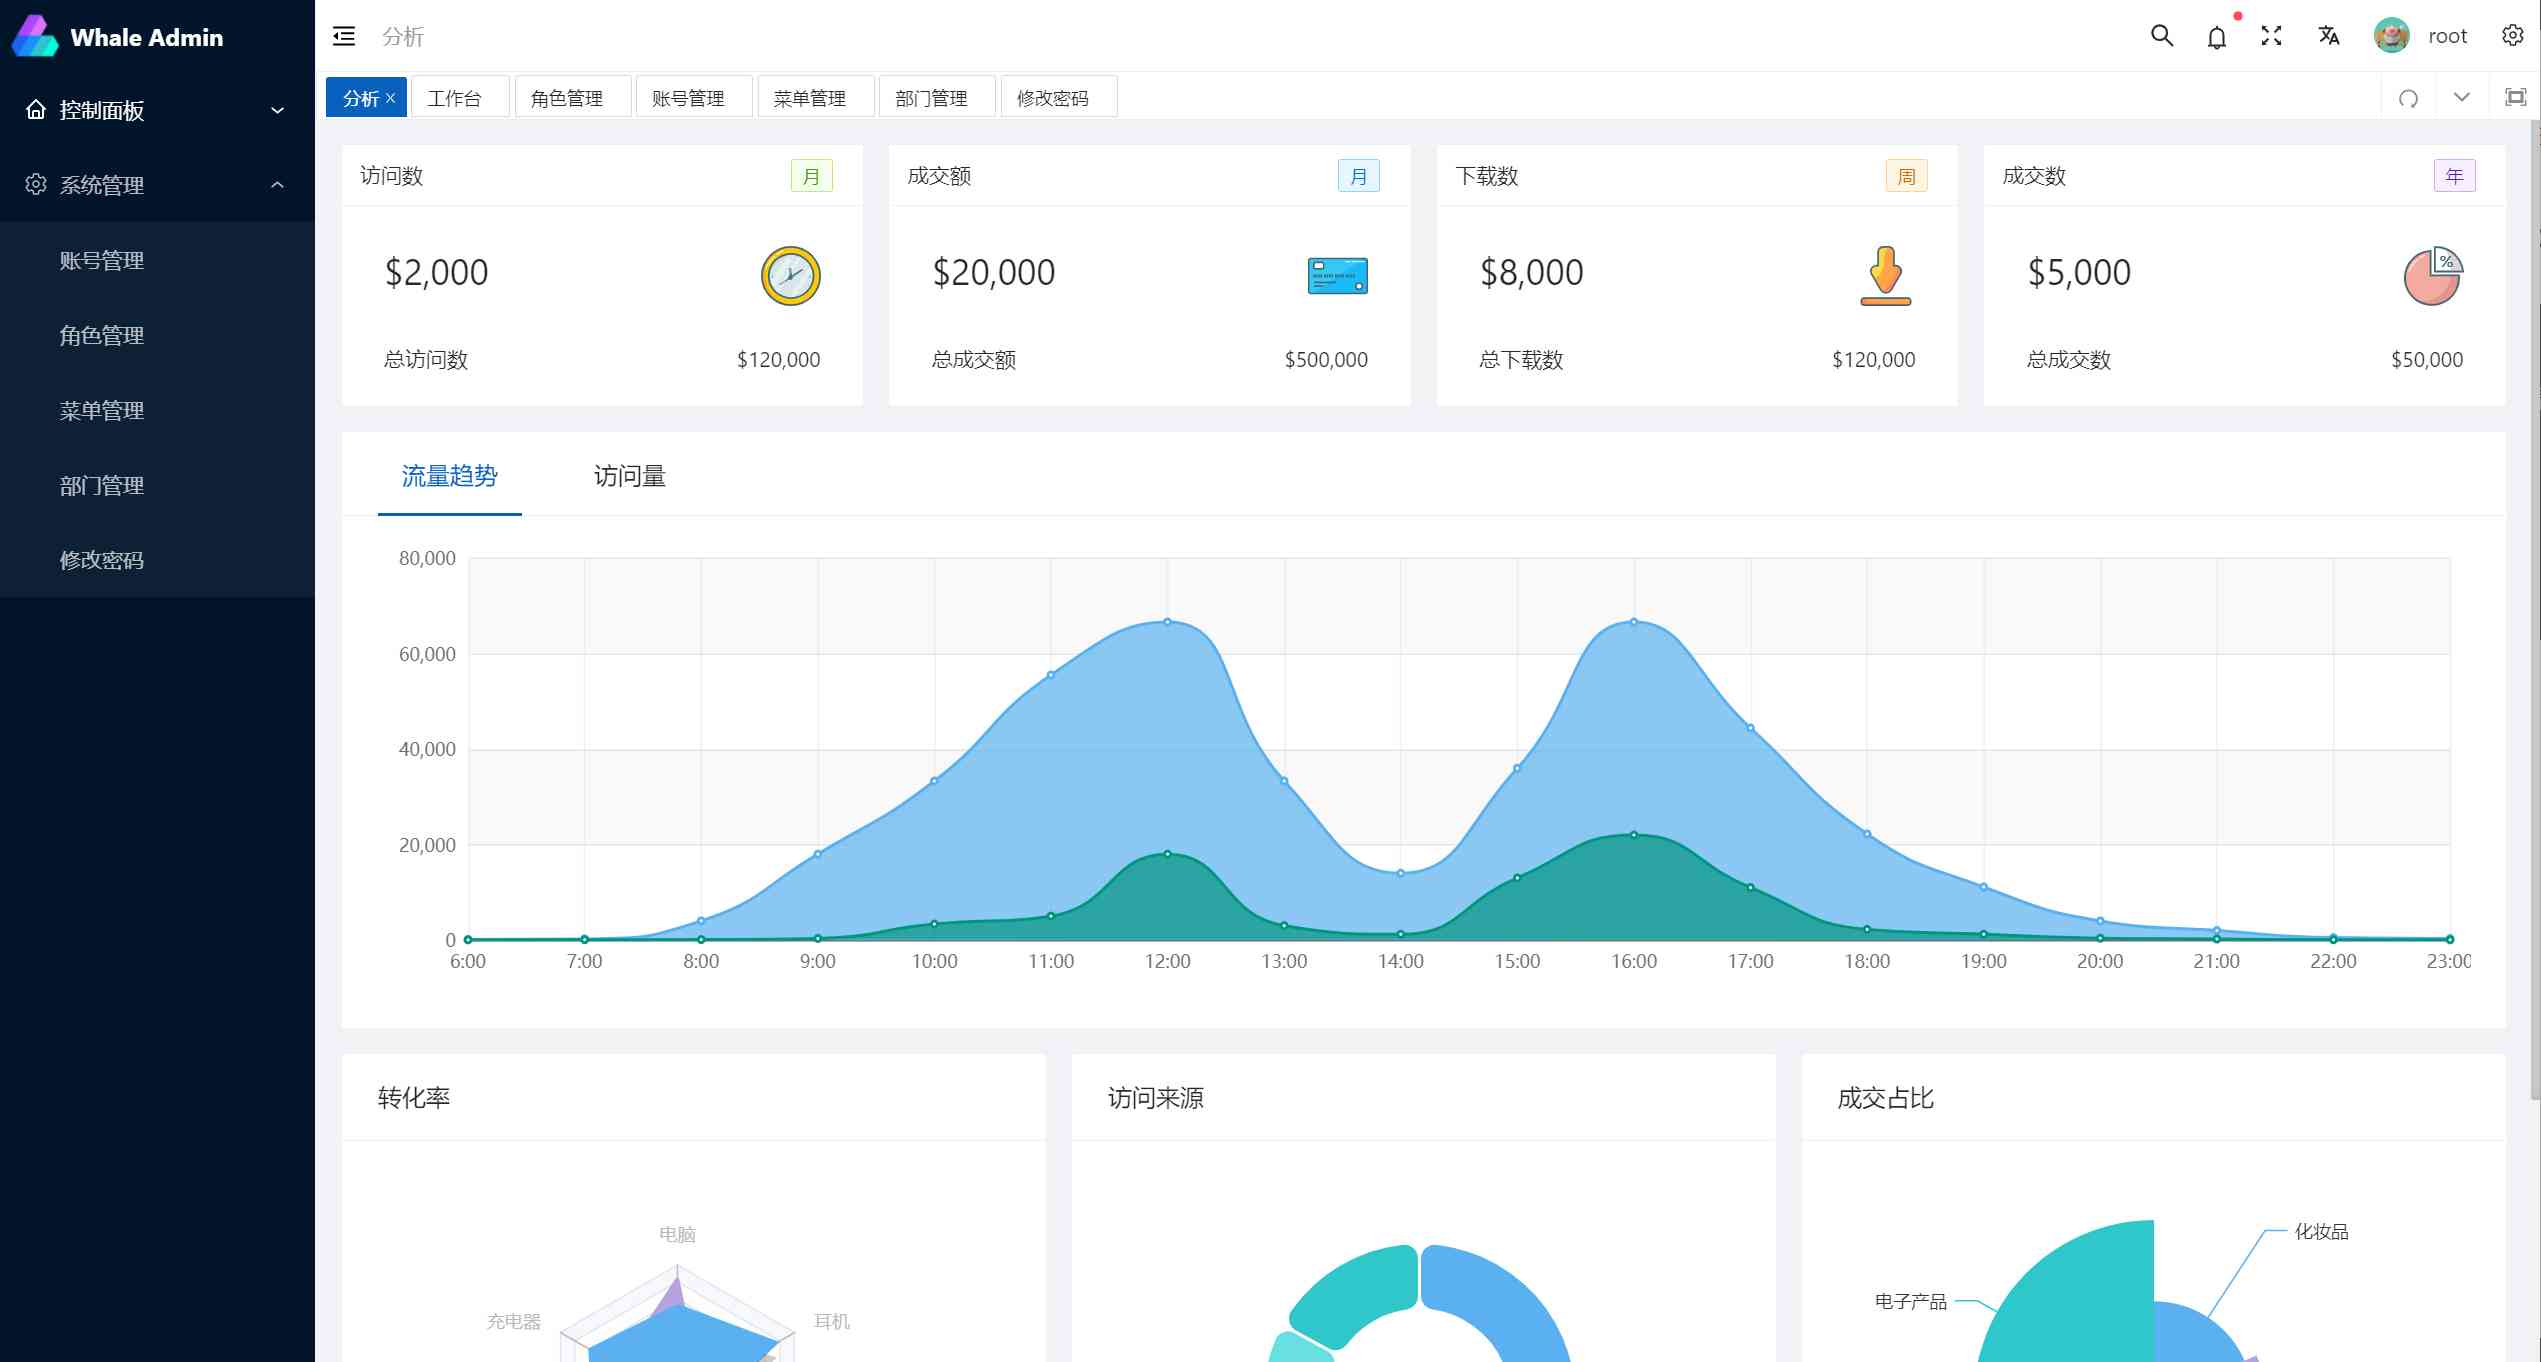 Whale Admin
控制面板
系统管理
账号管理
角色管理
菜单管理
部门管理
修改密码
分析
root
分析 工作台 角色管理 账号管理 菜单管理 部门管理 修改密码
访问数 月
$2,000
总访问数 $120,000
成交额 月
$20,000
总成交额 $500,000
下载数 周
$8,000
总下载数 $120,000
成交数 年
$5,000
%
总成交数 $50,000
流量趋势 访问量
80,000
60,000
40,000
20,000
0
6:00 7:00 8:00 9:00 10:00 11:00 12:00 13:00 14:00 15:00 16:00 17:00 18:00 19:00 20:00 21:00 22:00 23:00
转化率
电脑
充电器
耳机
访问来源
成交占比
化妆品
电子产品